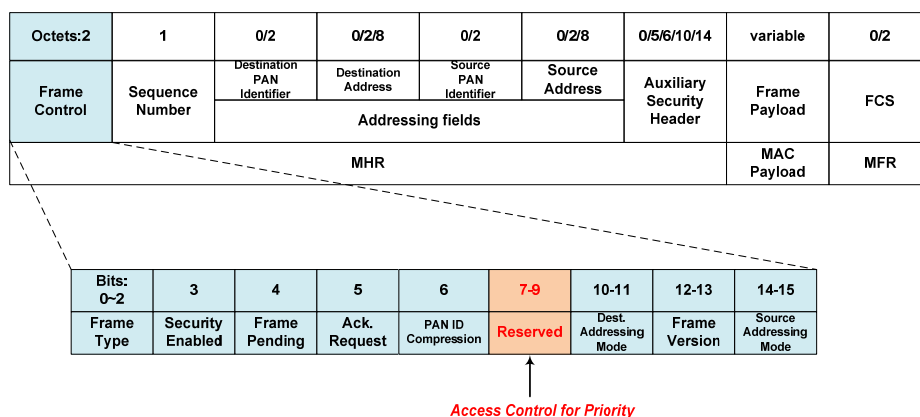 Octets:2 1 0/2 0/2/8 0/2 0/2/8 0/5/6/10/14 variable 0/2
Frame Control
Sequence Number
Destination PAN Identifier
Destination Address
Source PAN Identifier
Source Address
Addressing fields
Auxiliary Security Header
Frame Payload
FCS
MHR
MAC Payload
MFR
Bits: 0~2 3 4 5 6 7-9 10-11 12-13 14-15
Frame Type
Security Enabled
Frame Pending
Ack. Request
PAN ID Compression
Reserved
Dest. Addressing Mode
Frame Version
Source Addressing Mode
Access Control for Priority